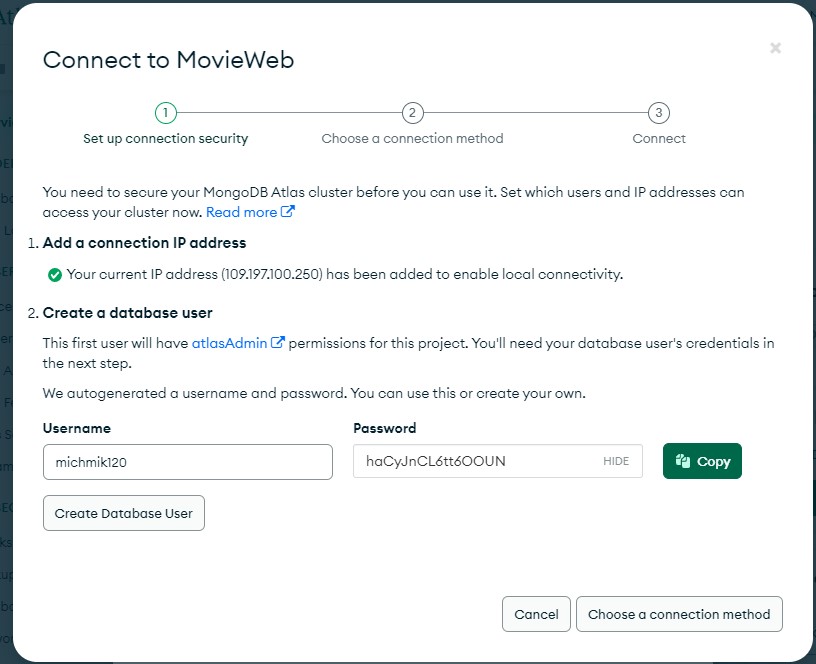 Connect to MovieWeb
1
2
3
Set up connection security
Choose a connection method
Connect
You need to secure your MongoDB Atlas cluster before you can use it. Set which users and IP addresses can
access your cluster now. Read more
1. Add a connection IP address
Your current IP address (109.197.100.250) has been added to enable local connectivity.
2. Create a database user
This first user will have atlasAdmin permissions for this project. You'll need your database user's credentials in
the next step.
We autogenerated a username and password. You can use this or create your own.
Username
Password
michmik120
haCyJnCL6tt6OOUN
HIDE
Copy
Create Database User
Cancel
Choose a connection method